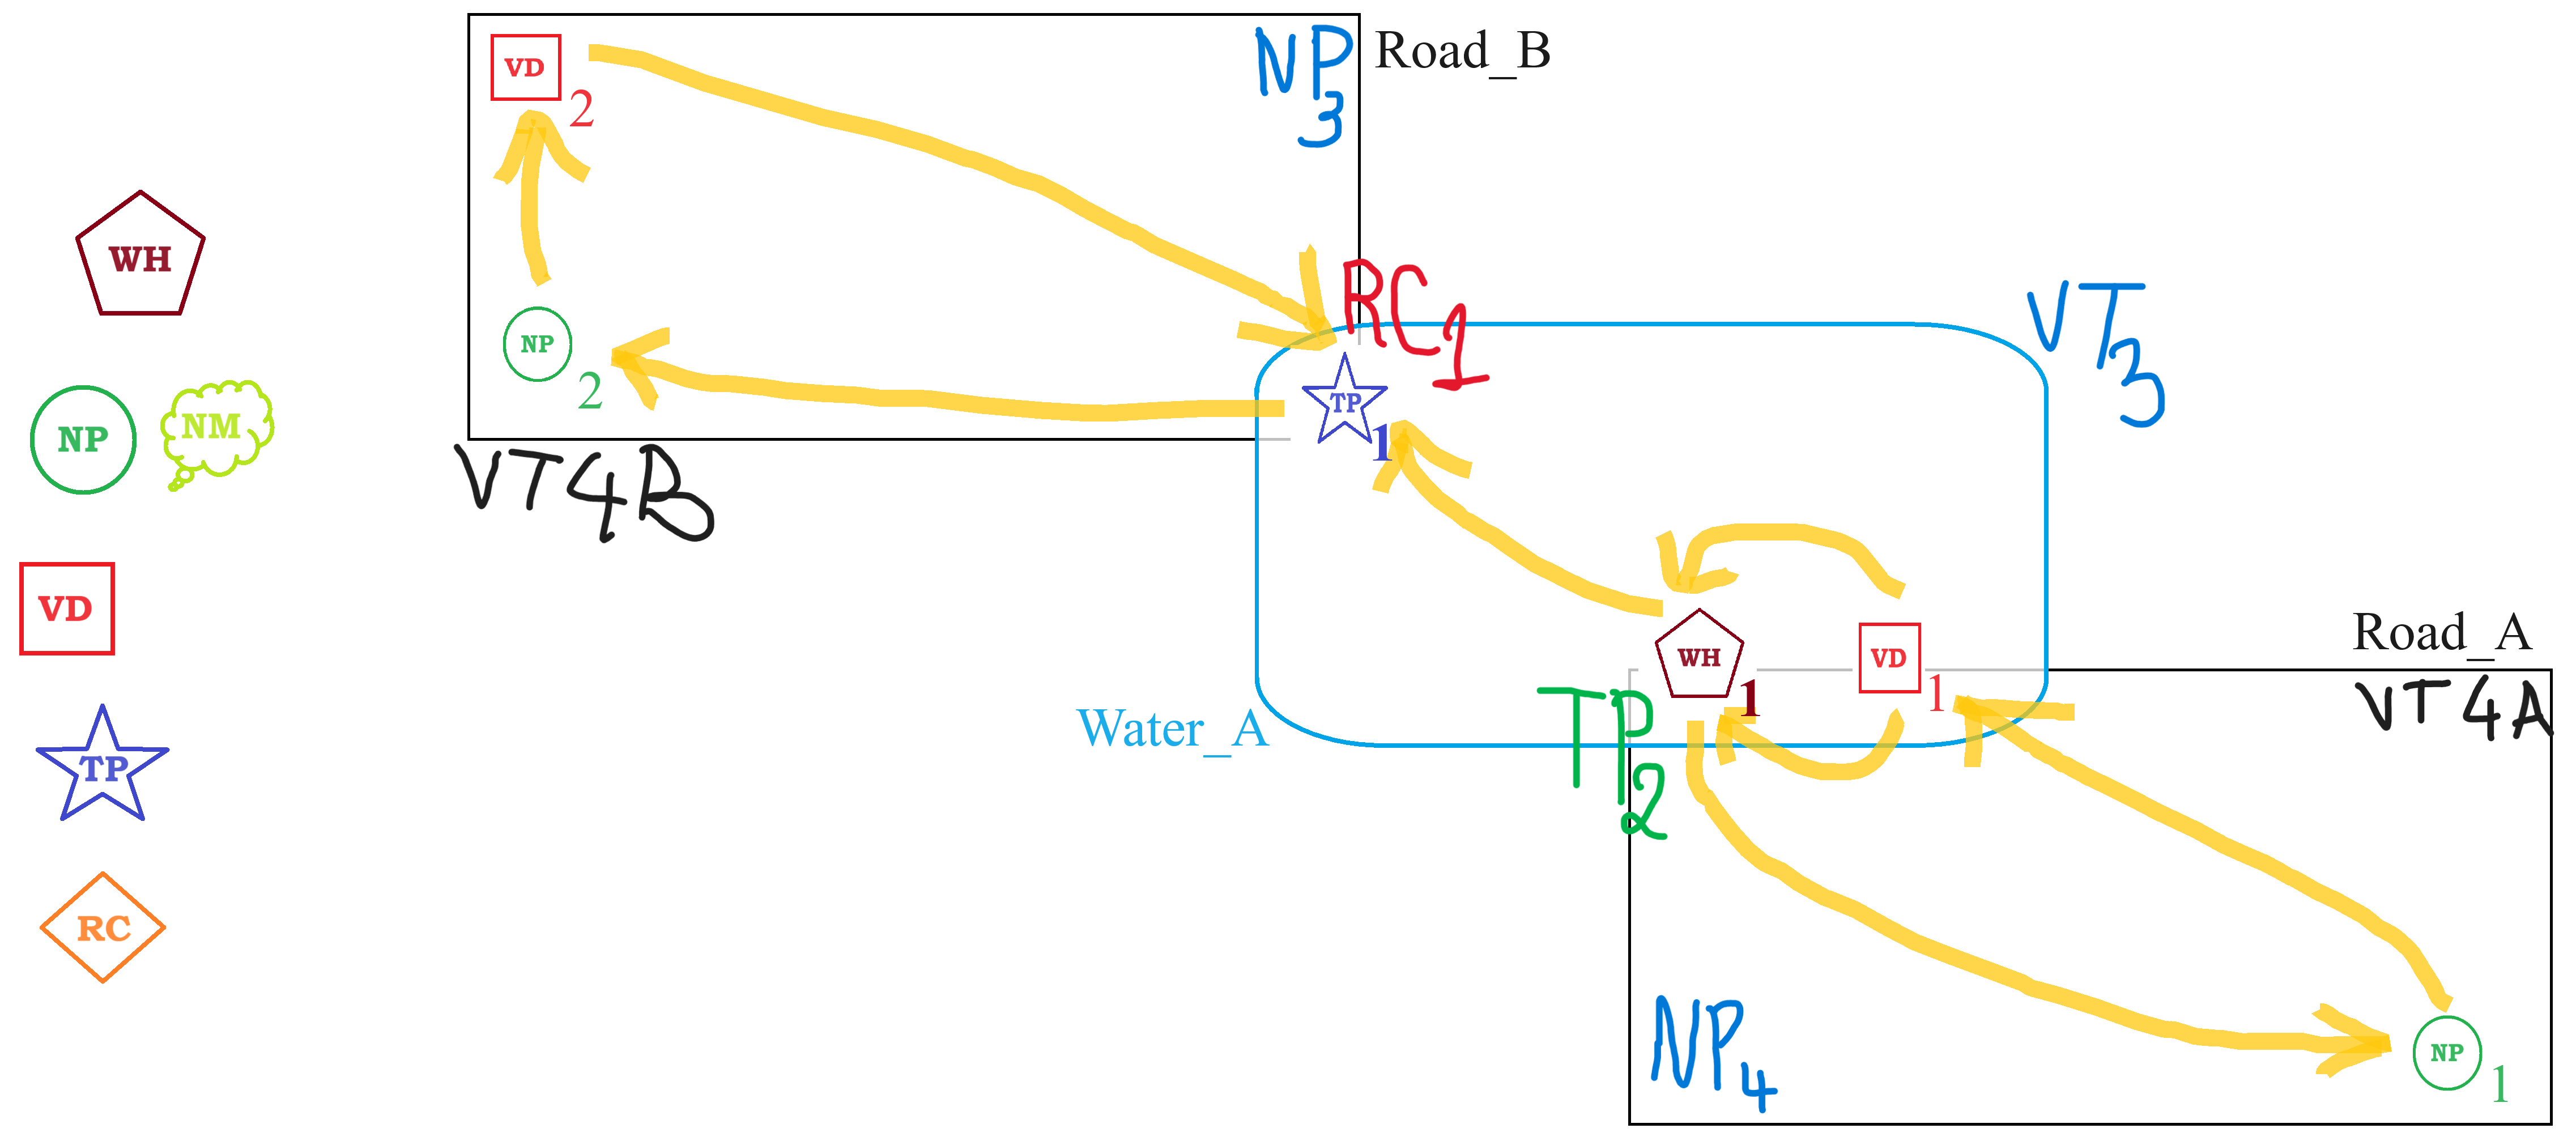 WH
NP
NM
VD
TP
RC
VD
2
NP
3
Road_B
NP
2
VT4B
RC
1
TP
1
VT
3
Water_A
WH
1
VD
1
TP
2
Road_A
VT4A
NP
4
NP
1